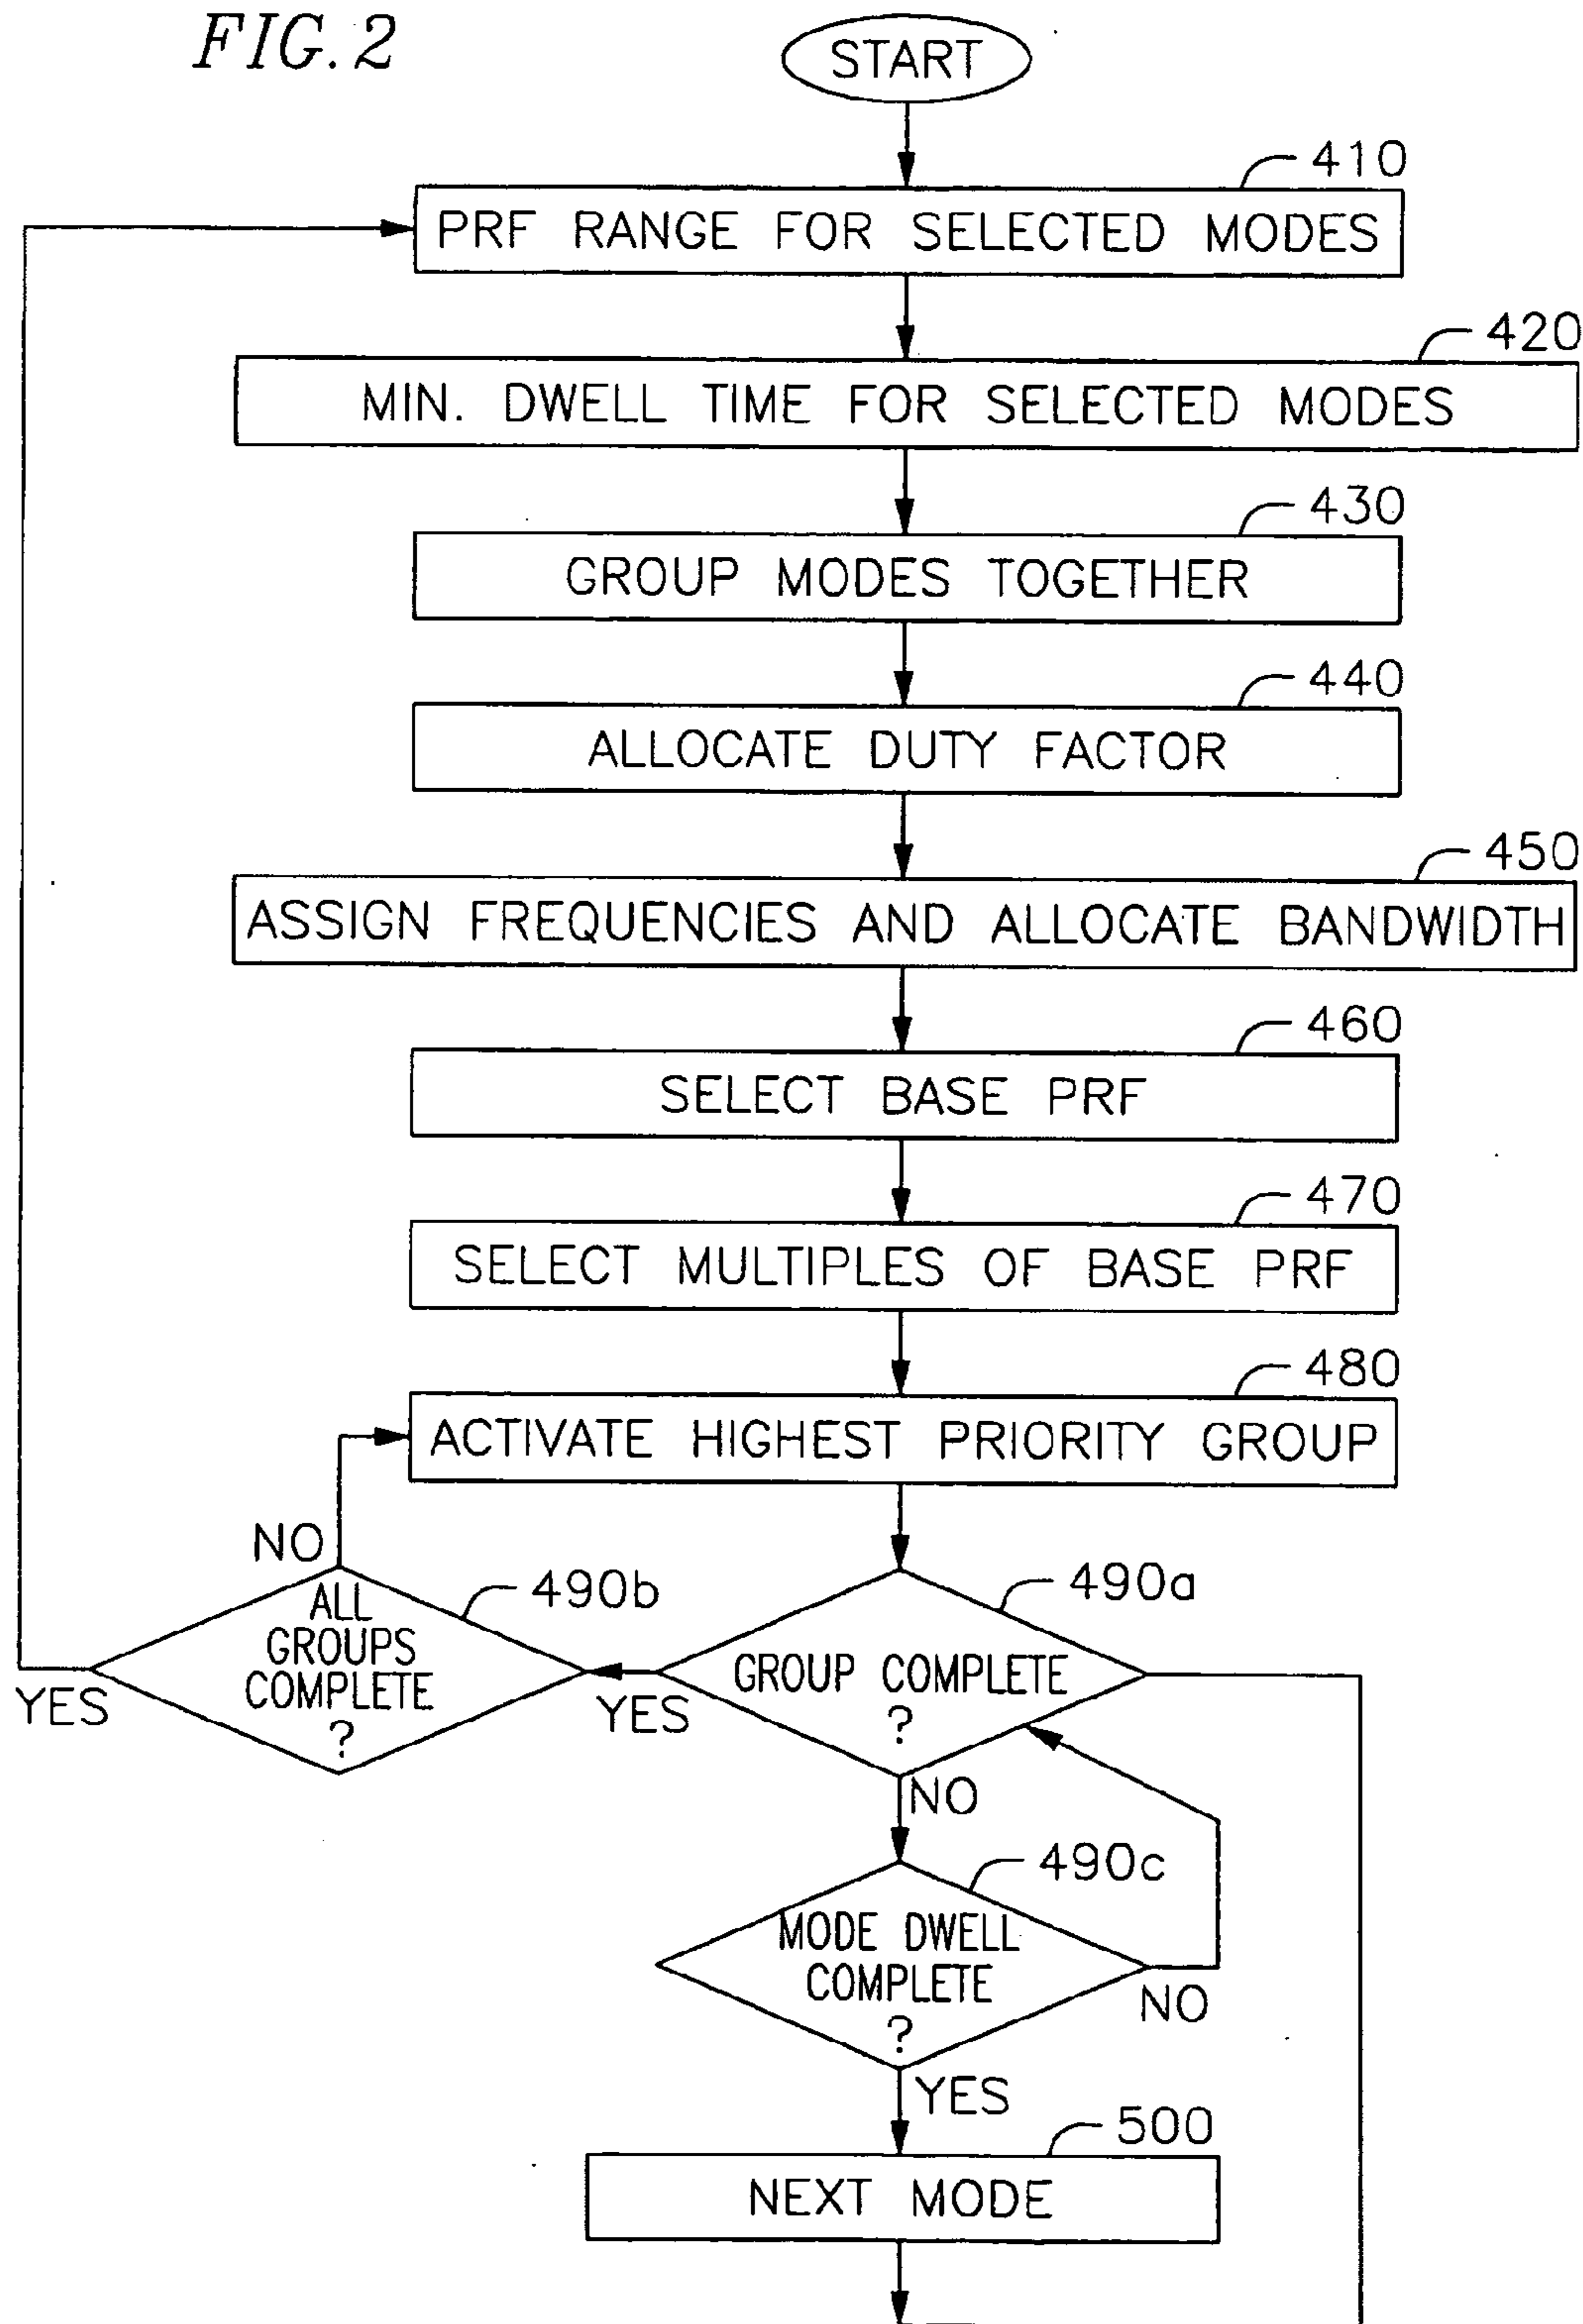 FIG. 2
START
410
PRF RANGE FOR SELECTED MODES
420
MIN. DWELL TIME FOR SELECTED MODES
430
GROUP MODES TOGETHER
440
ALLOCATE DUTY FACTOR
450
ASSIGN FREQUENCIES AND ALLOCATE BANDWIDTH
460
SELECT BASE PRF
470
SELECT MULTIPLES OF BASE PRF
480
ACTIVATE HIGHEST PRIORITY GROUP
NO
490b
490a
ALL
GROUPS
COMPLETE
?
GROUP COMPLETE
?
YES
YES
NO
490c
MODE DWELL
COMPLETE
?
NO
YES
500
NEXT MODE